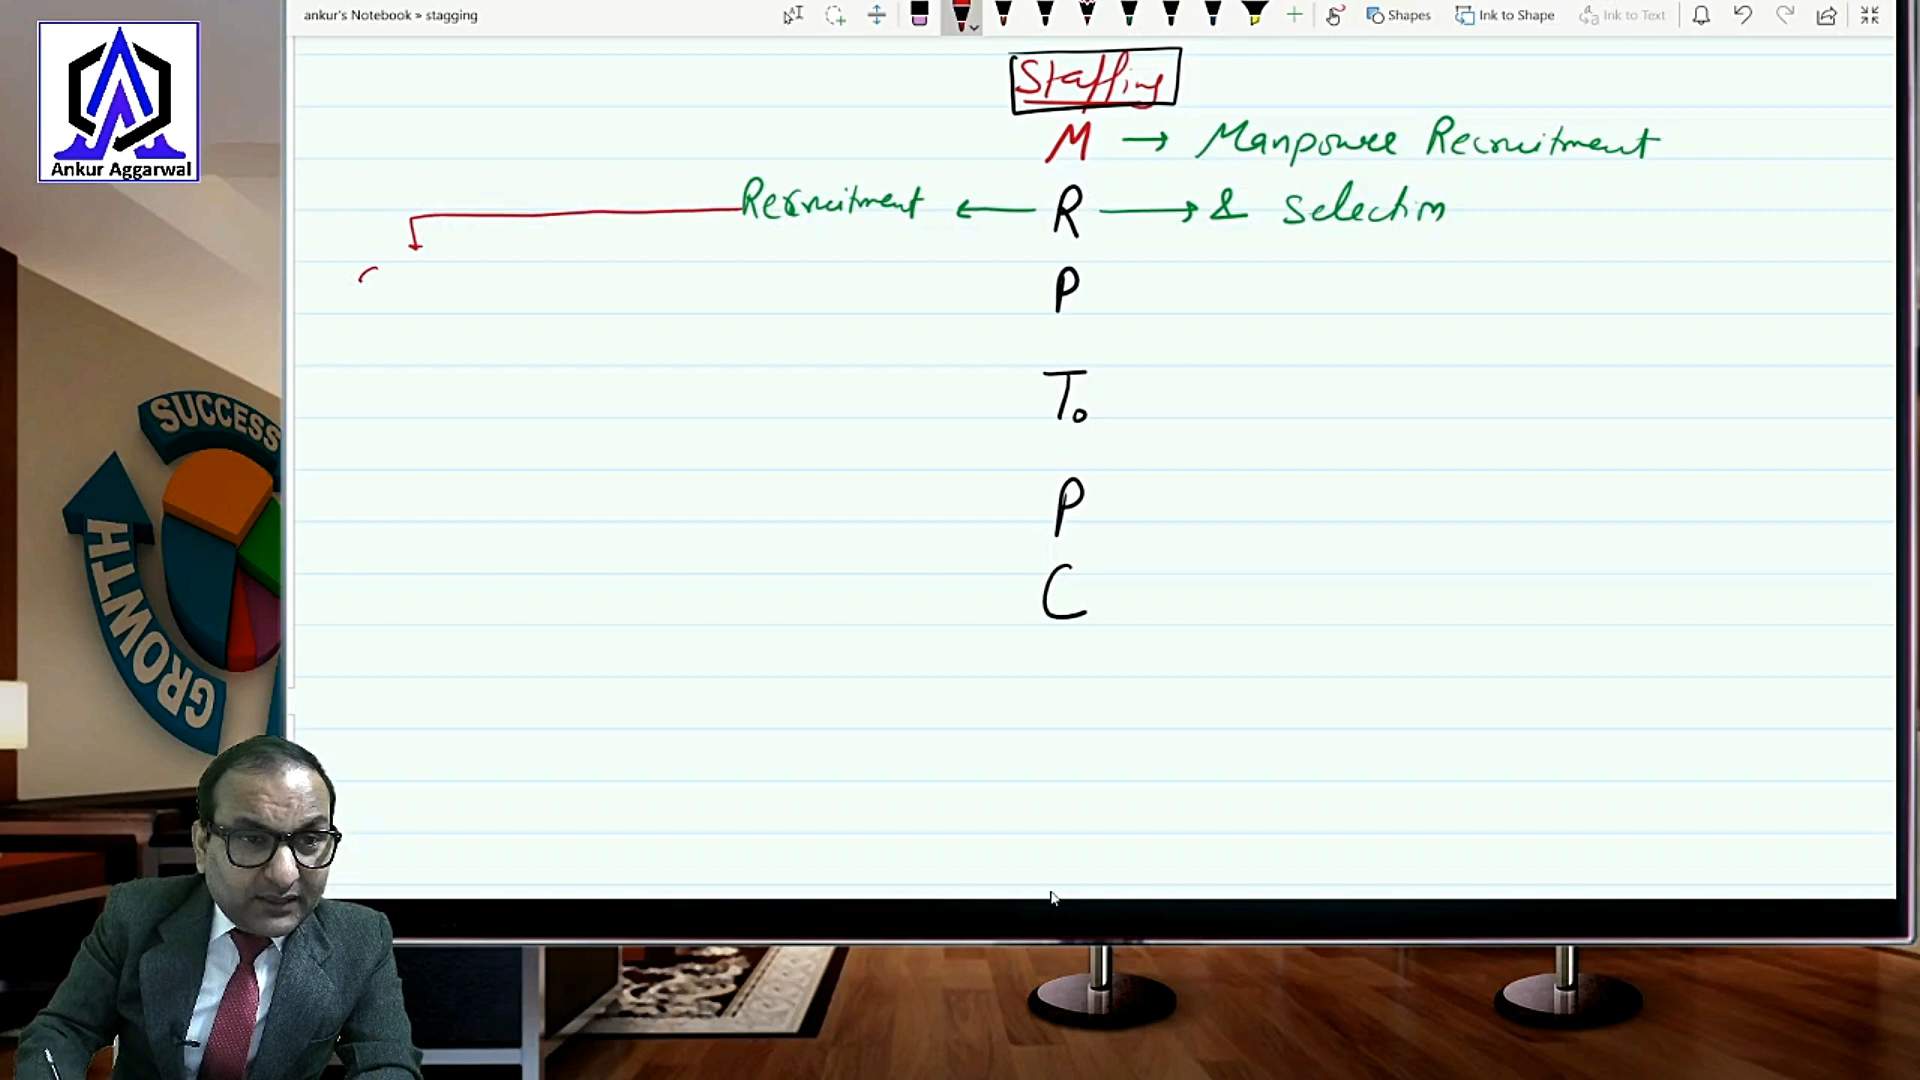 ankur's Notebook » stagging
Shapes
Ink to Shape
Ink to Text
Ankur Aggarwal
Staffing
M → Manpower Recruitment
Recruitment ← R → & selection
P
To
P
C
SUCCESS
GROWTH